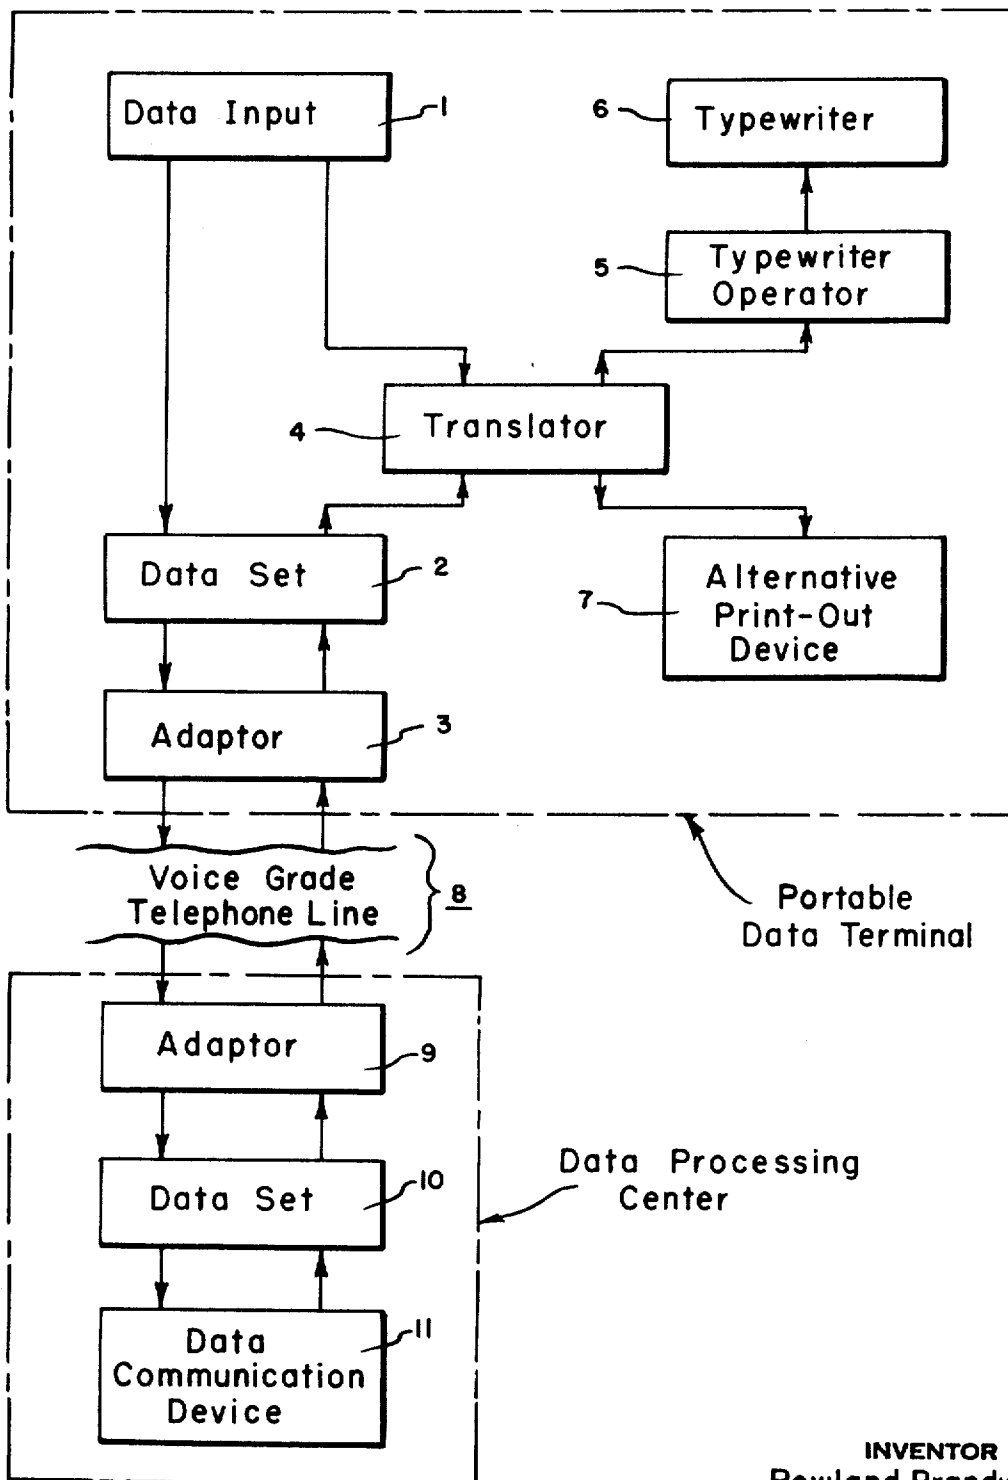 Data Input
1
6
Typewriter
5
Typewriter
Operator
4
Translator
Data Set
2
7
Alternative
Print-Out
Device
Adaptor
3
Voice Grade
Telephone Line
8
Portable
Data Terminal
Adaptor
9
Data Set
10
Data Processing
Center
Data
Communication
Device
11
INVENTOR